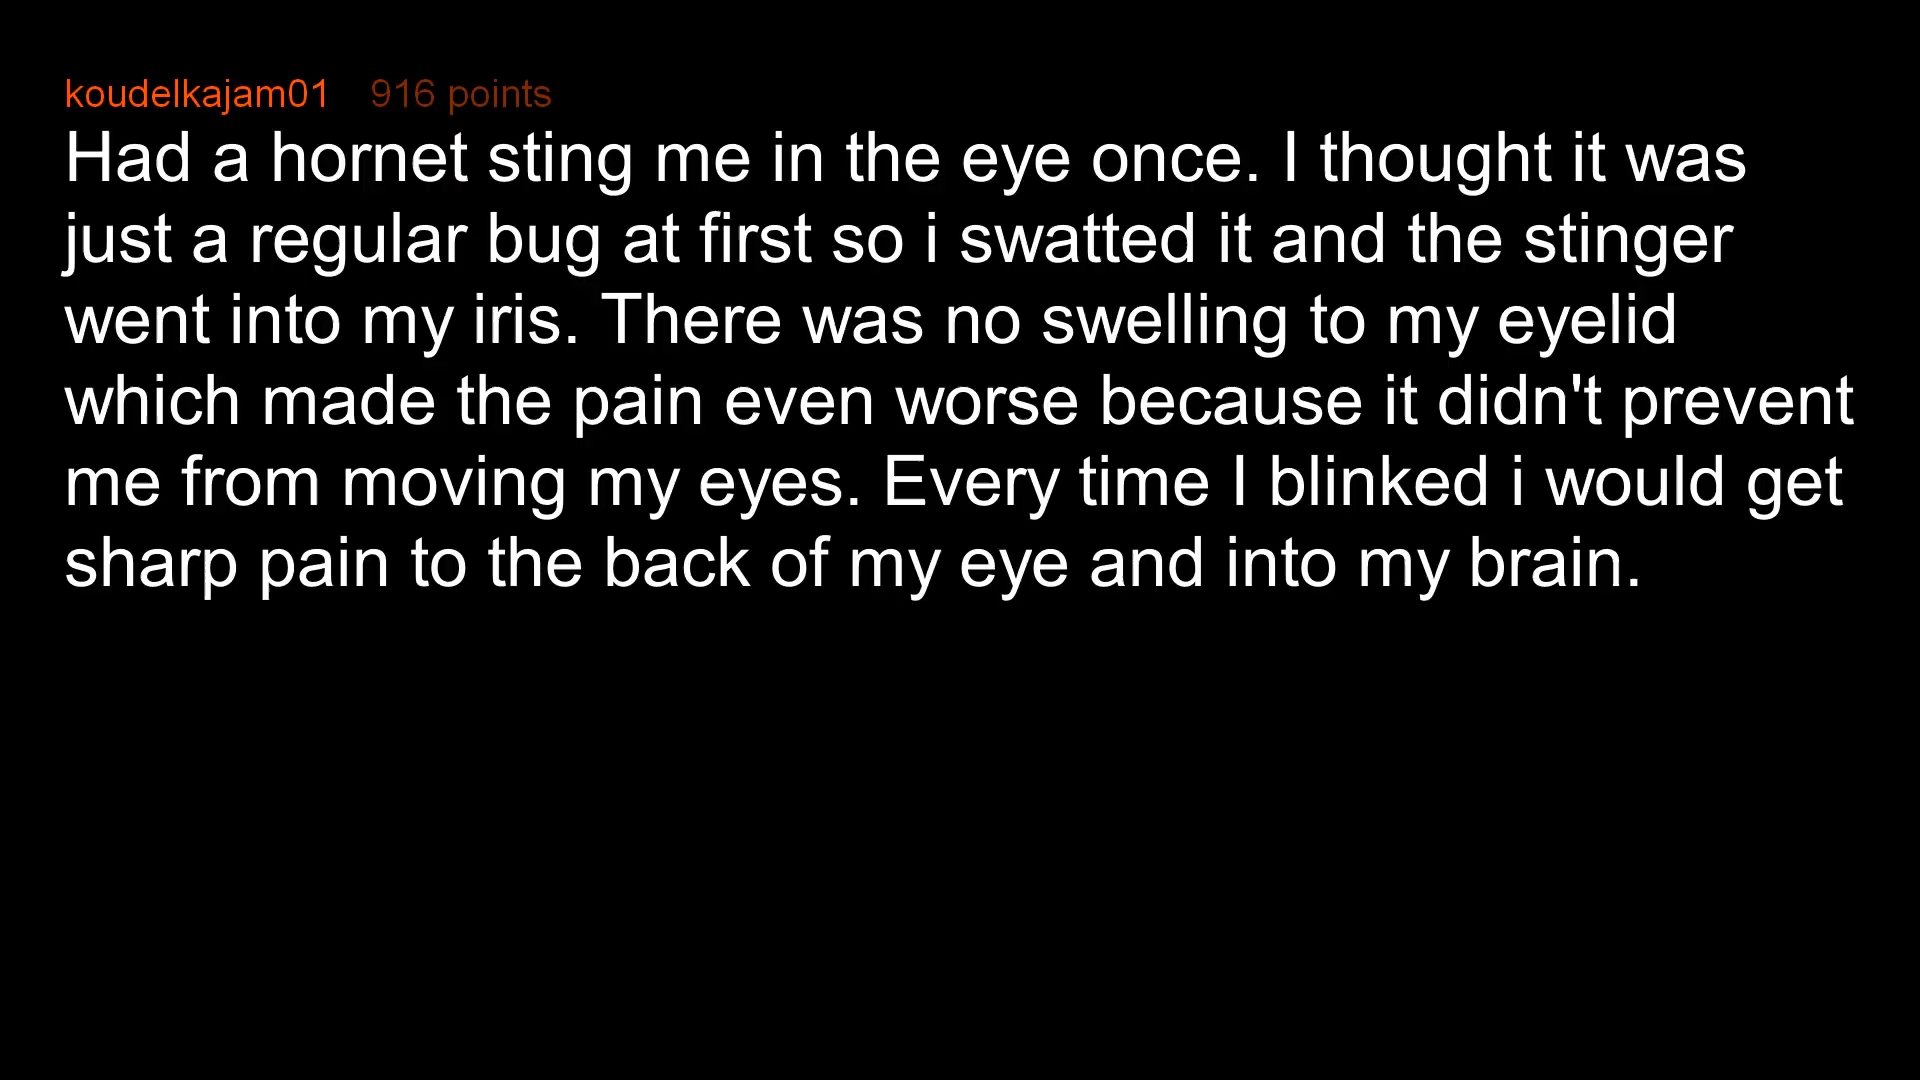 koudelkajam01 916 points
Had a hornet sting me in the eye once. I thought it was
just a regular bug at first so i swatted it and the stinger
went into my iris. There was no swelling to my eyelid
which made the pain even worse because it didn't prevent
me from moving my eyes. Every time I blinked i would get
sharp pain to the back of my eye and into my brain.